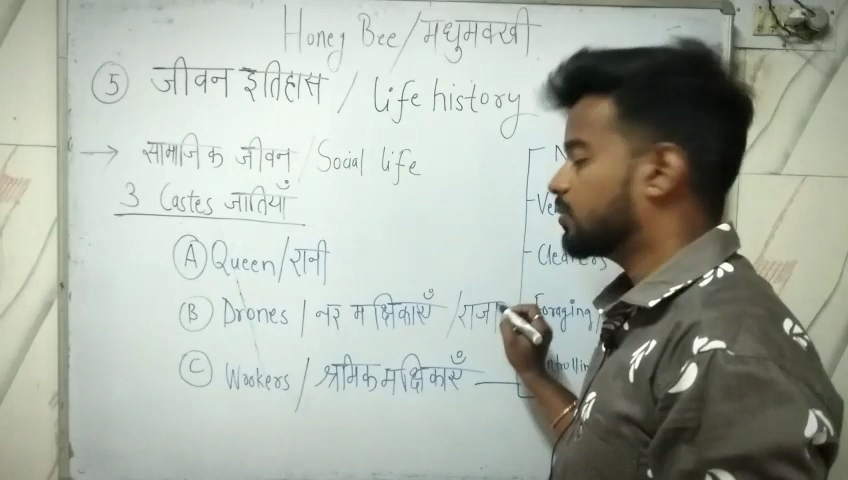 Honey Bee/मधुमक्खी
⑤ जीवन इतिहास / Life history
→ सामाजिक जीवन / Social life
3 Castes जातियाँ
Ⓐ Queen/रानी
Ⓑ Drones / नर मक्षिकाएँ /राजा
Ⓒ Workers / श्रमिक मक्षिकाएँ
Cleaners
Foraging